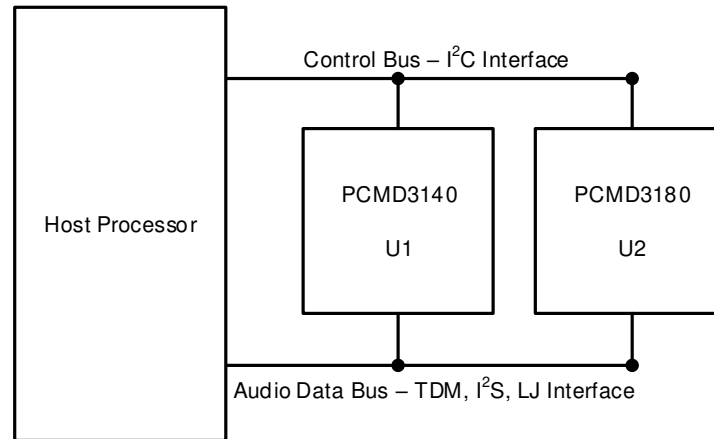 Control Bus – I²C Interface
Host Processor
PCMD3140
U1
PCMD3180
U2
Audio Data Bus – TDM, I²S, LJ Interface